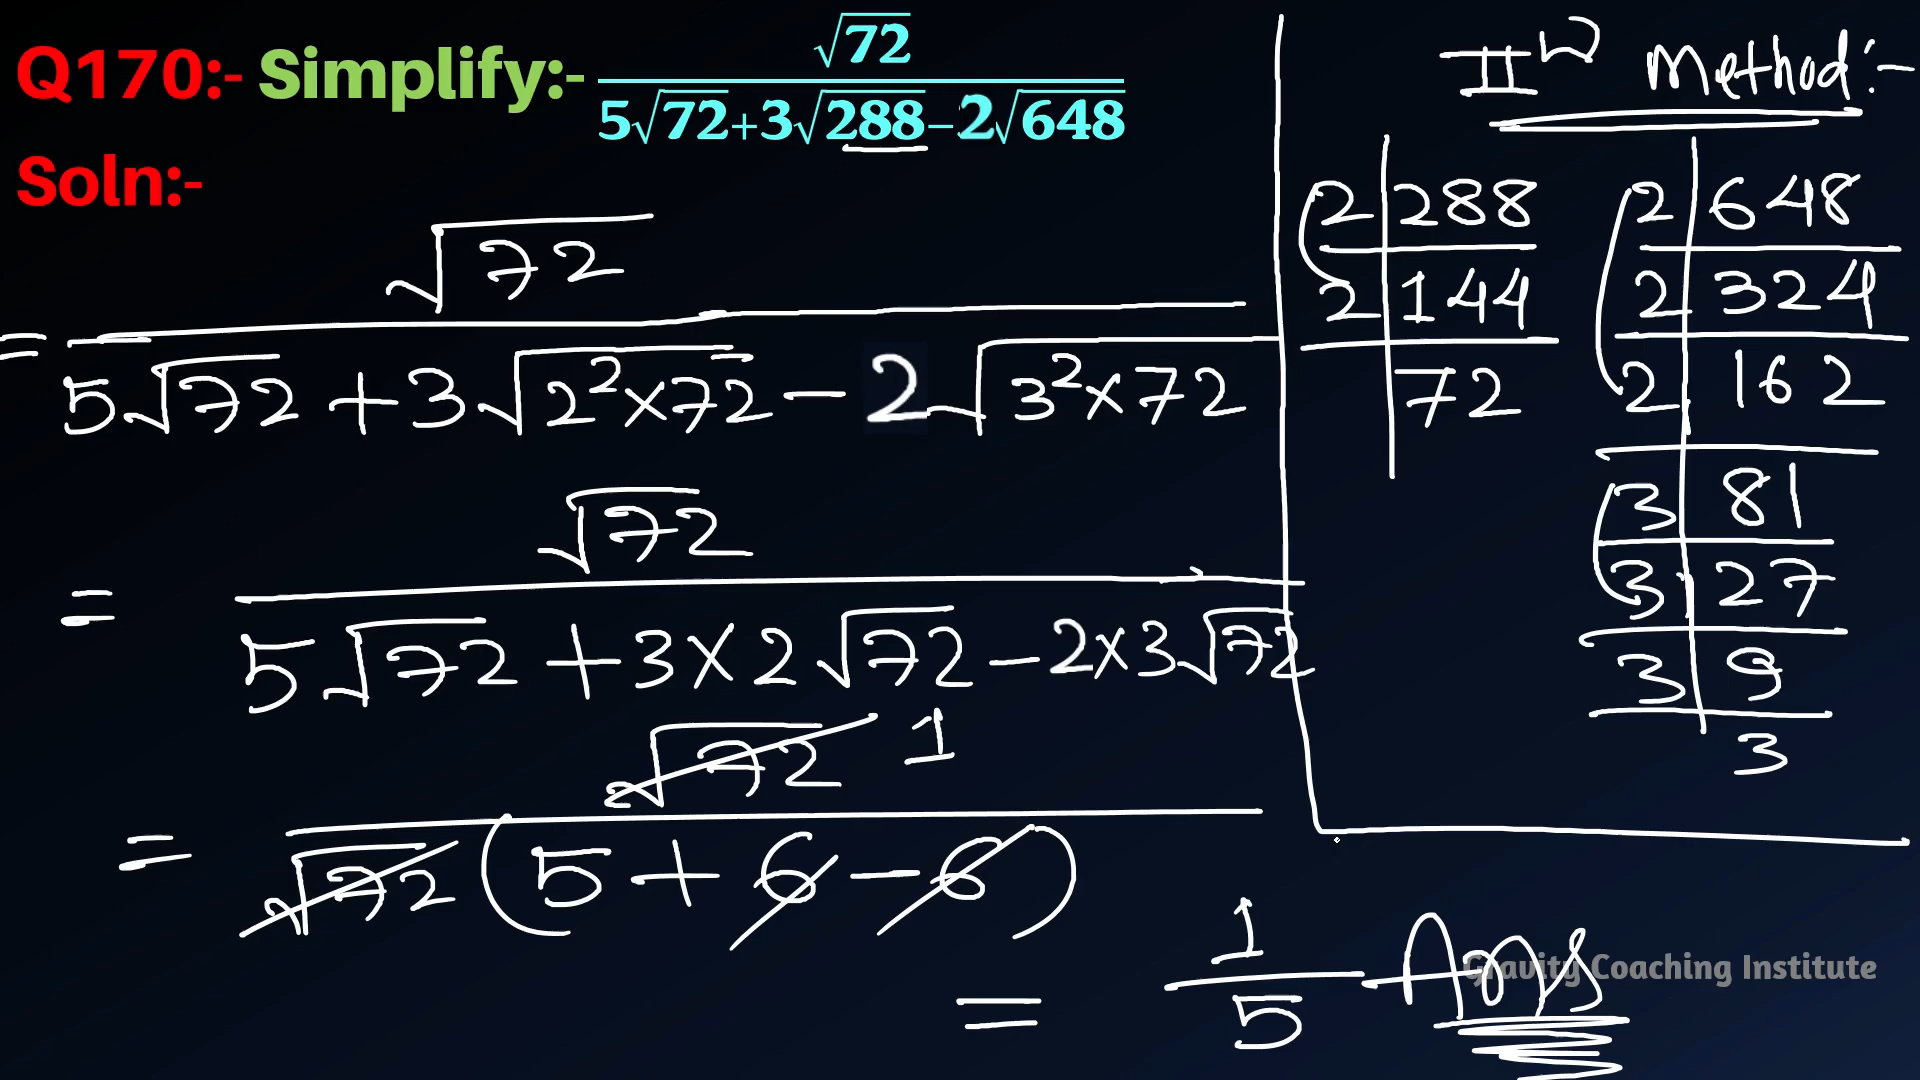 Q170:- Simplify:- √72 / (5√72+3√288−2√648)
Soln:-
= √72 / (5√72 + 3√(2²×72) − 2√(3²×72))
= √72 / (5√72 + 3×2√72 − 2×3√72)
= √72 1 / √72 (5 + 6 − 6)
= 1/5 Ans
IInd Method:-
2 | 288
2 | 144
72
2 | 648
2 | 324
2 | 162
3 | 81
3 | 27
3 | 9
3
Gravity Coaching Institute